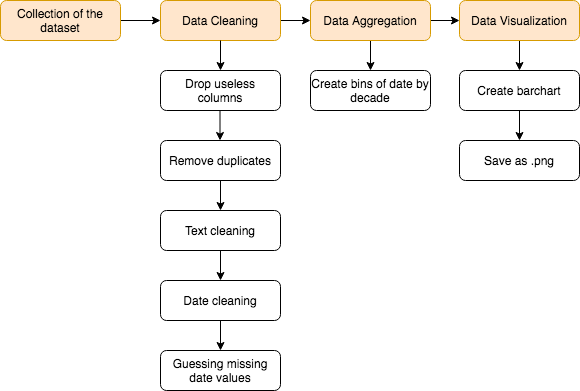 Collection of the
dataset
Data Cleaning
Data Aggregation
Data Visualization
Drop useless
columns
Create bins of date by
decade
Create barchart
Remove duplicates
Save as .png
Text cleaning
Date cleaning
Guessing missing
date values